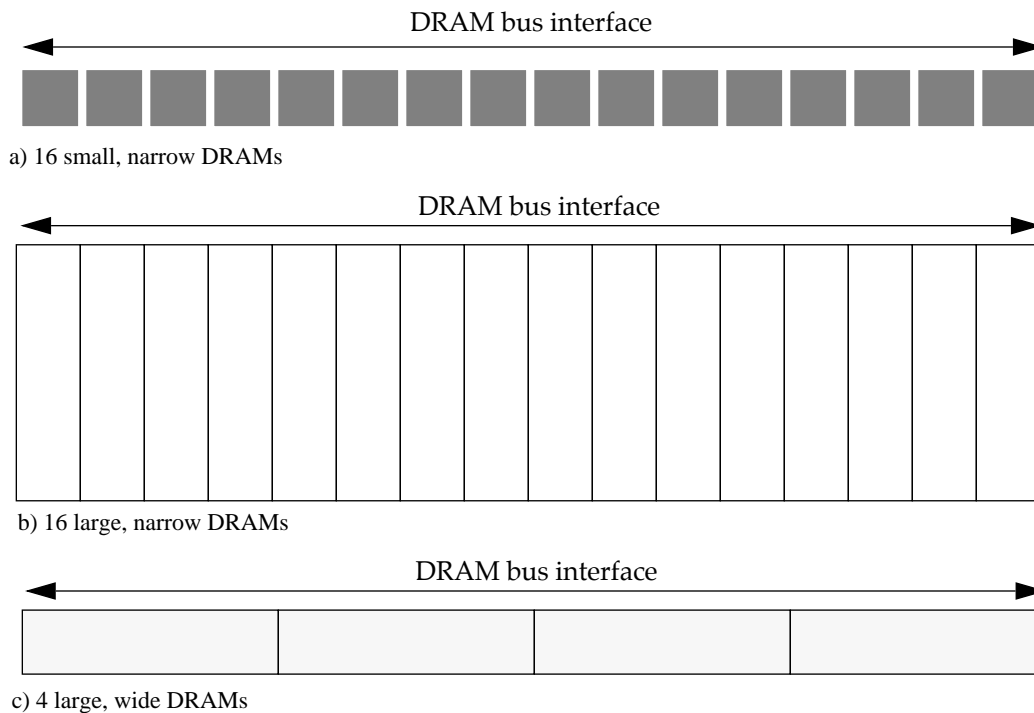 DRAM bus interface
a) 16 small, narrow DRAMs
DRAM bus interface
b) 16 large, narrow DRAMs
DRAM bus interface
c) 4 large, wide DRAMs